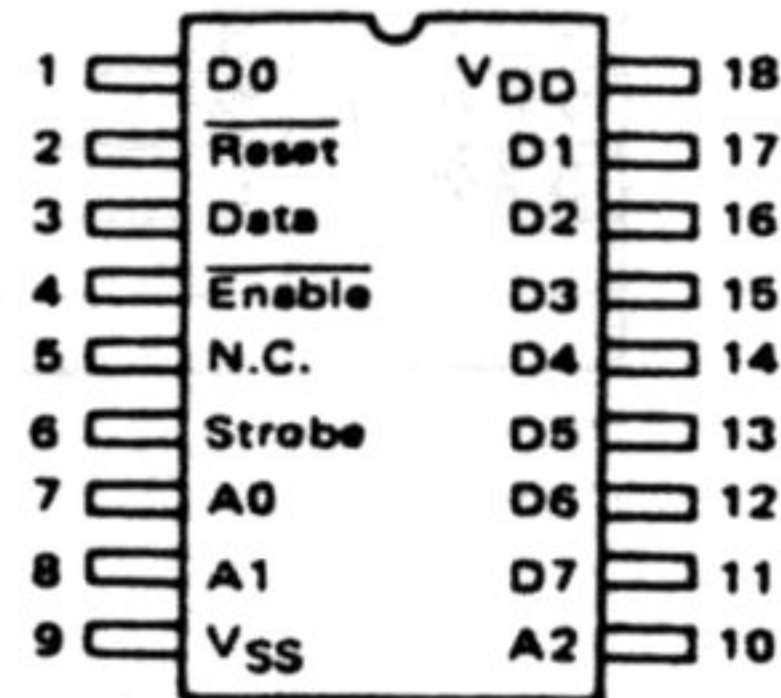 1 D0 VDD 18
2 Reset D1 17
3 Data D2 16
4 Enable D3 15
5 N.C. D4 14
6 Strobe D5 13
7 A0 D6 12
8 A1 D7 11
9 VSS A2 10